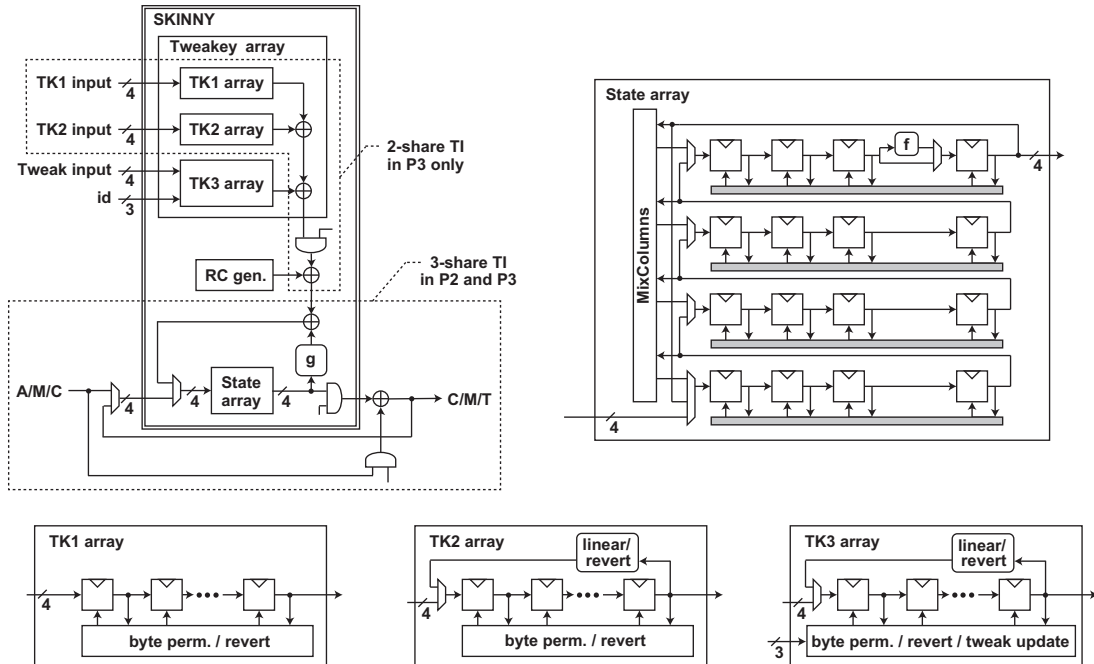 SKINNY
Tweakey array
TK1 input
4
TK1 array
TK2 input
4
TK2 array
Tweak input
4
id
3
TK3 array
2-share TI
in P3 only
RC gen.
3-share TI
in P2 and P3
g
A/M/C
4
4
State
array
4
C/M/T
State array
MixColumns
f
4
4
TK1 array
4
byte perm. / revert
TK2 array
linear/
revert
4
byte perm. / revert
TK3 array
linear/
revert
4
3
byte perm. / revert / tweak update